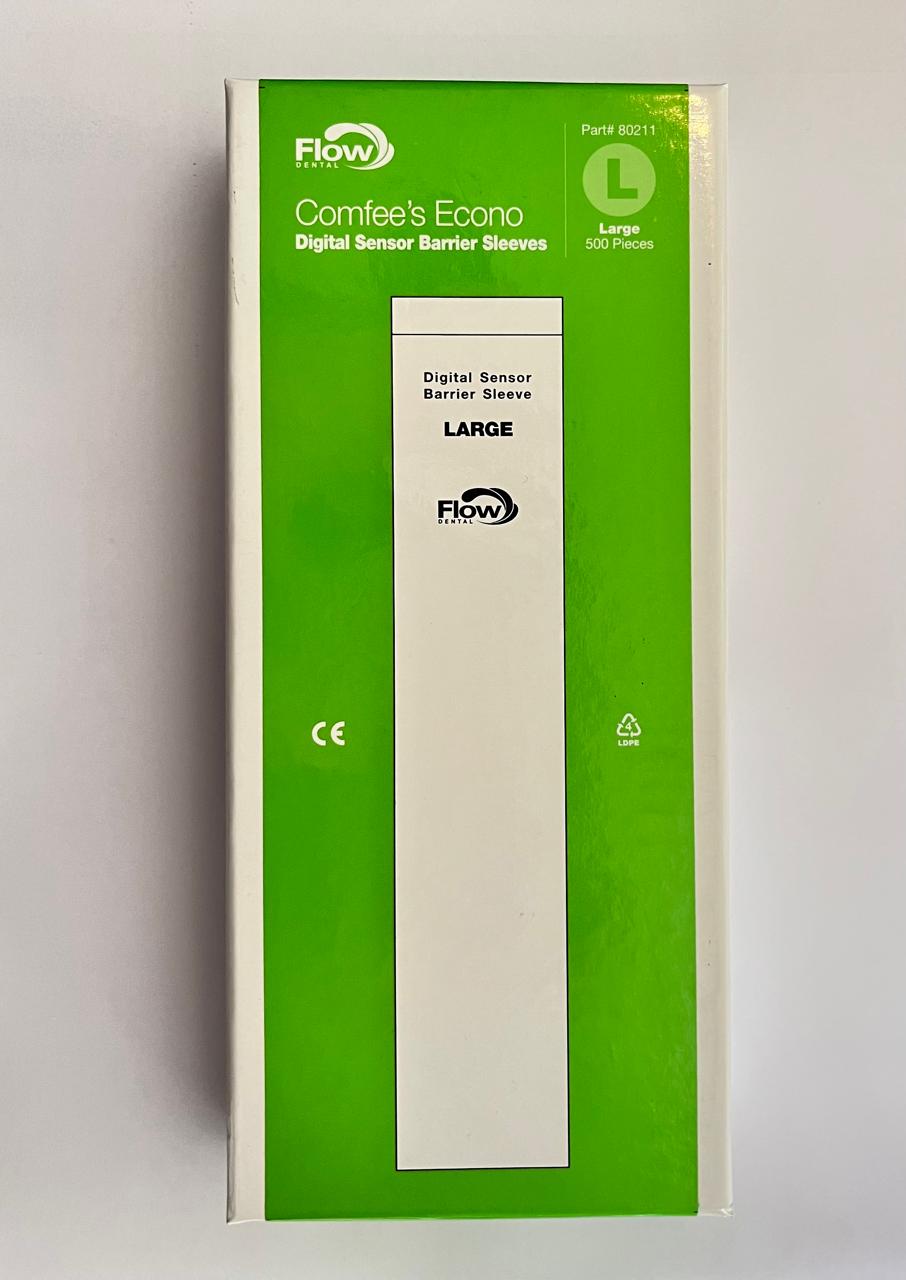 Flow
DENTAL
Comfee's Econo
Digital Sensor Barrier Sleeves
Part# 80211
L
Large
500 Pieces
Digital Sensor
Barrier Sleeve
LARGE
Flow
DENTAL
CE
4
LDPE